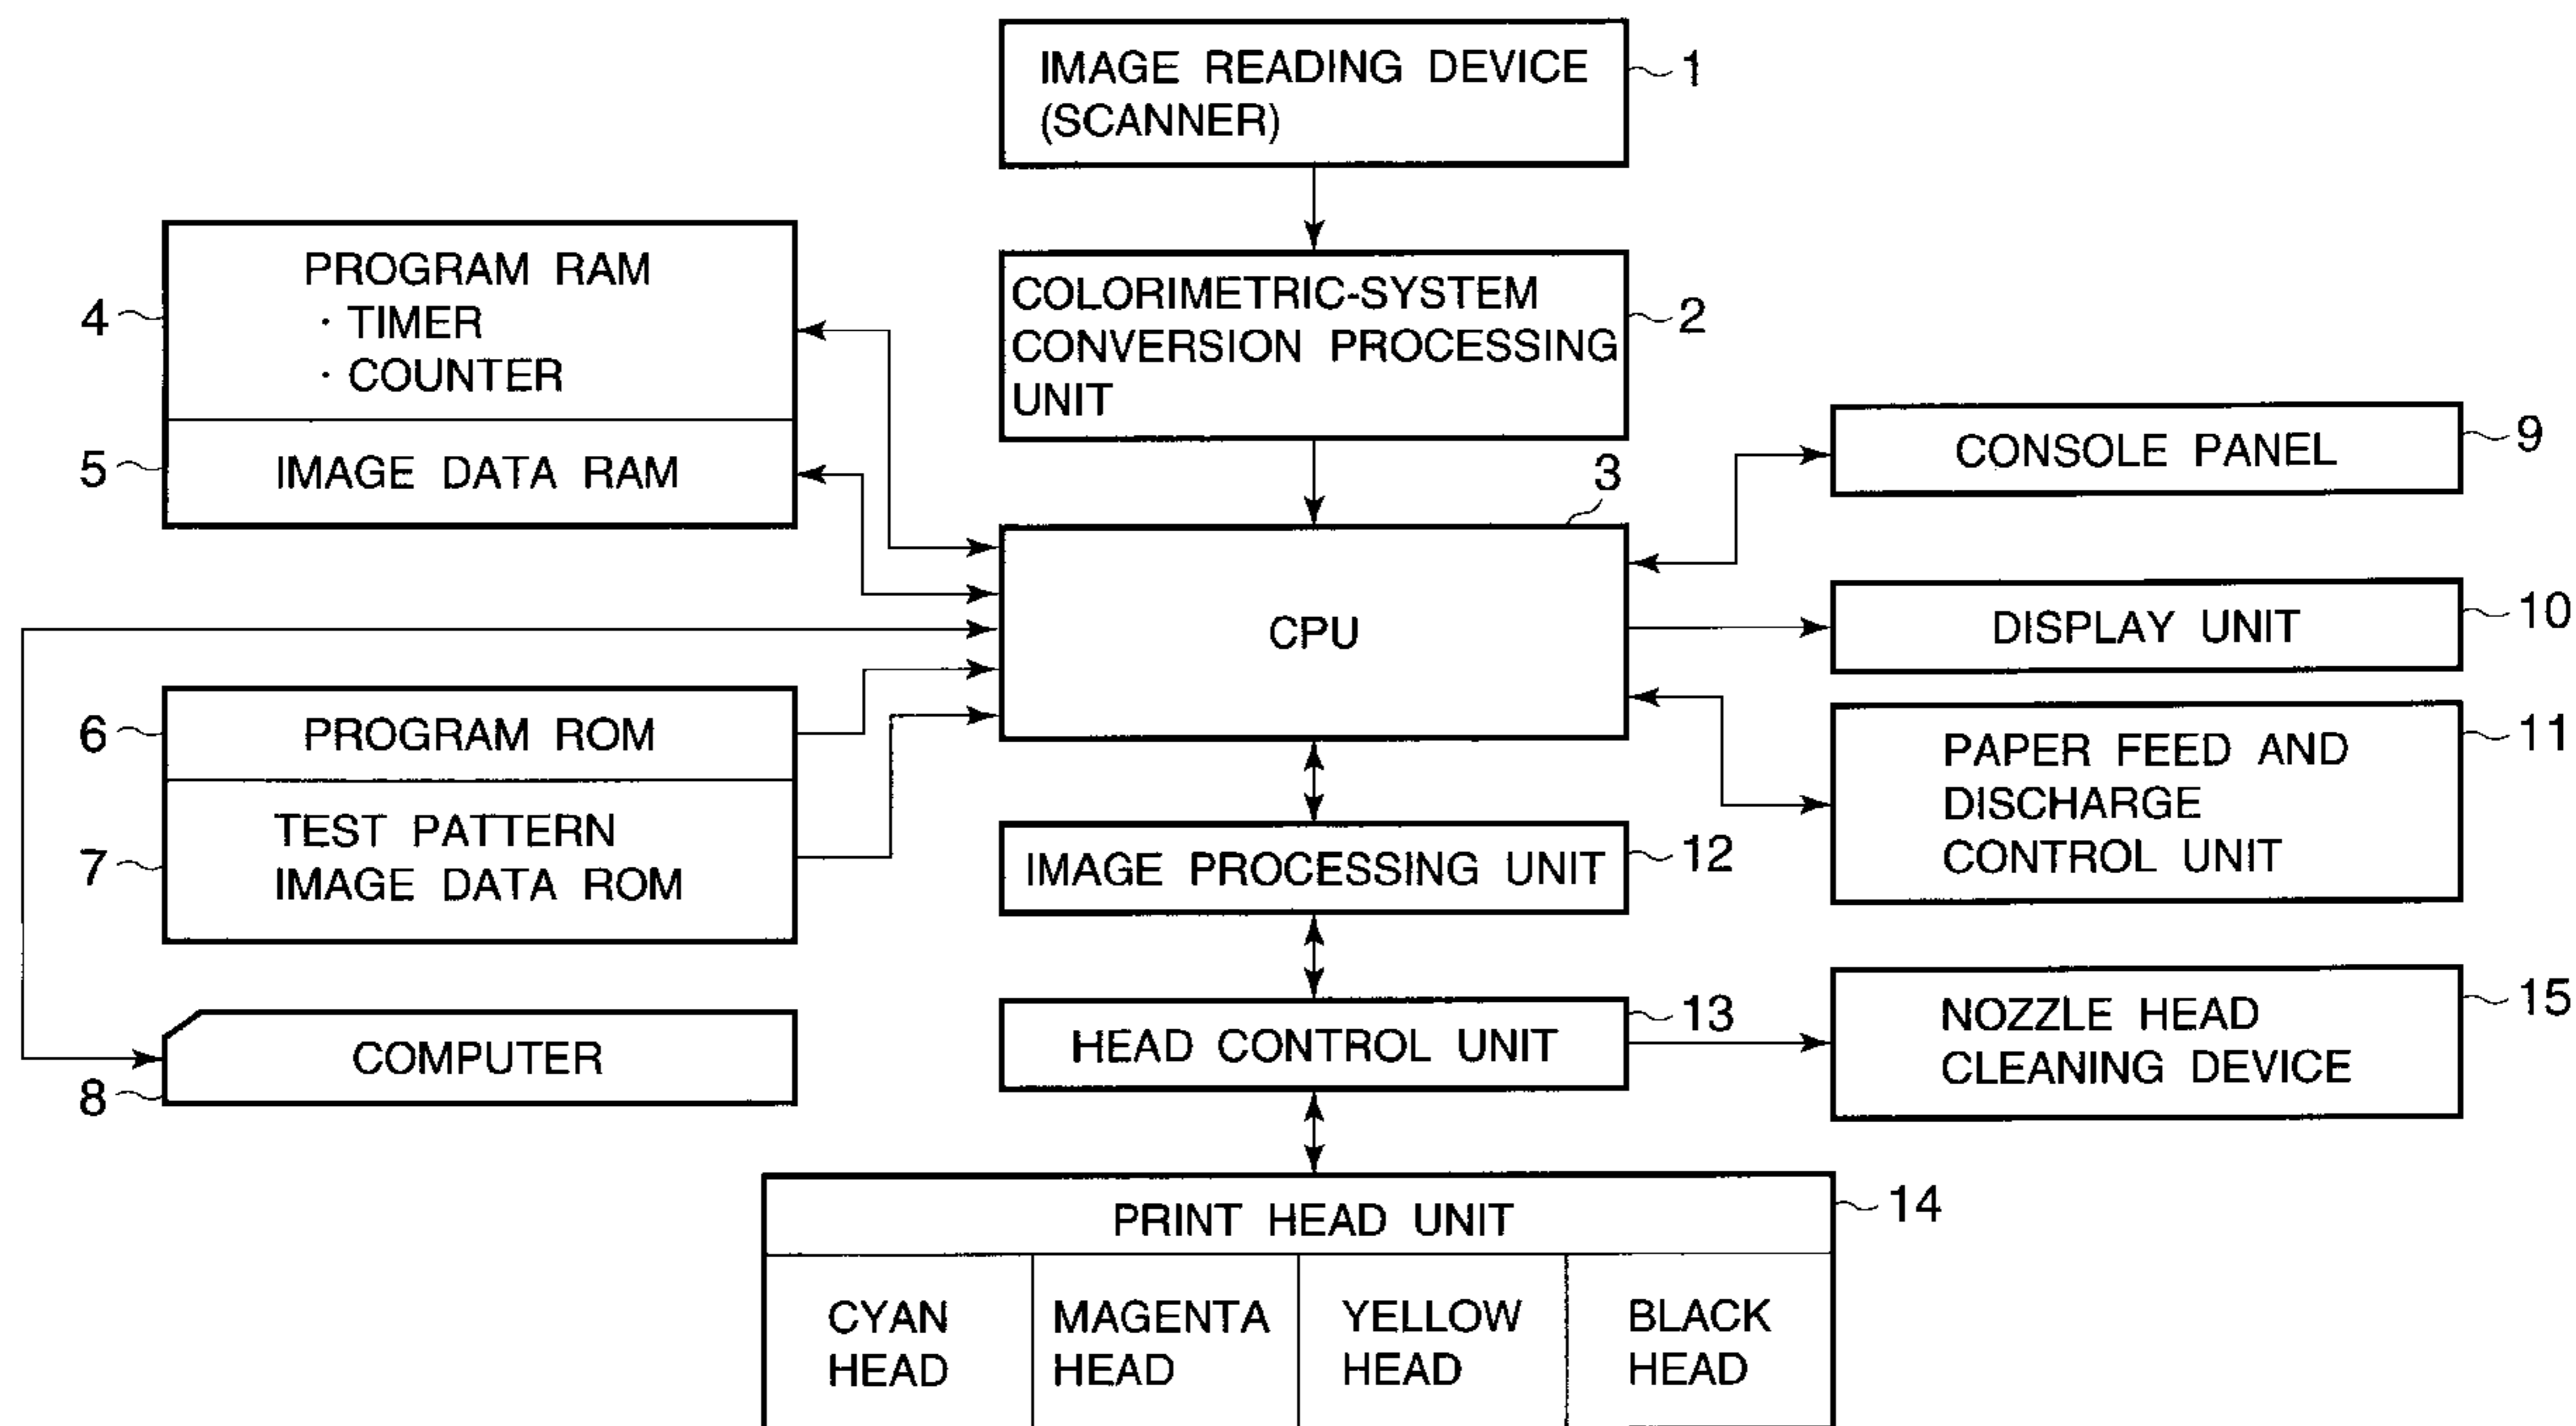 IMAGE READING DEVICE
(SCANNER)
1
COLORIMETRIC-SYSTEM
CONVERSION PROCESSING
UNIT
2
PROGRAM RAM
· TIMER
· COUNTER
4
IMAGE DATA RAM
5
3
CPU
CONSOLE PANEL
9
DISPLAY UNIT
10
PAPER FEED AND
DISCHARGE
CONTROL UNIT
11
PROGRAM ROM
6
TEST PATTERN
IMAGE DATA ROM
7
COMPUTER
8
IMAGE PROCESSING UNIT
12
HEAD CONTROL UNIT
13
NOZZLE HEAD
CLEANING DEVICE
15
PRINT HEAD UNIT
14
CYAN
HEAD
MAGENTA
HEAD
YELLOW
HEAD
BLACK
HEAD